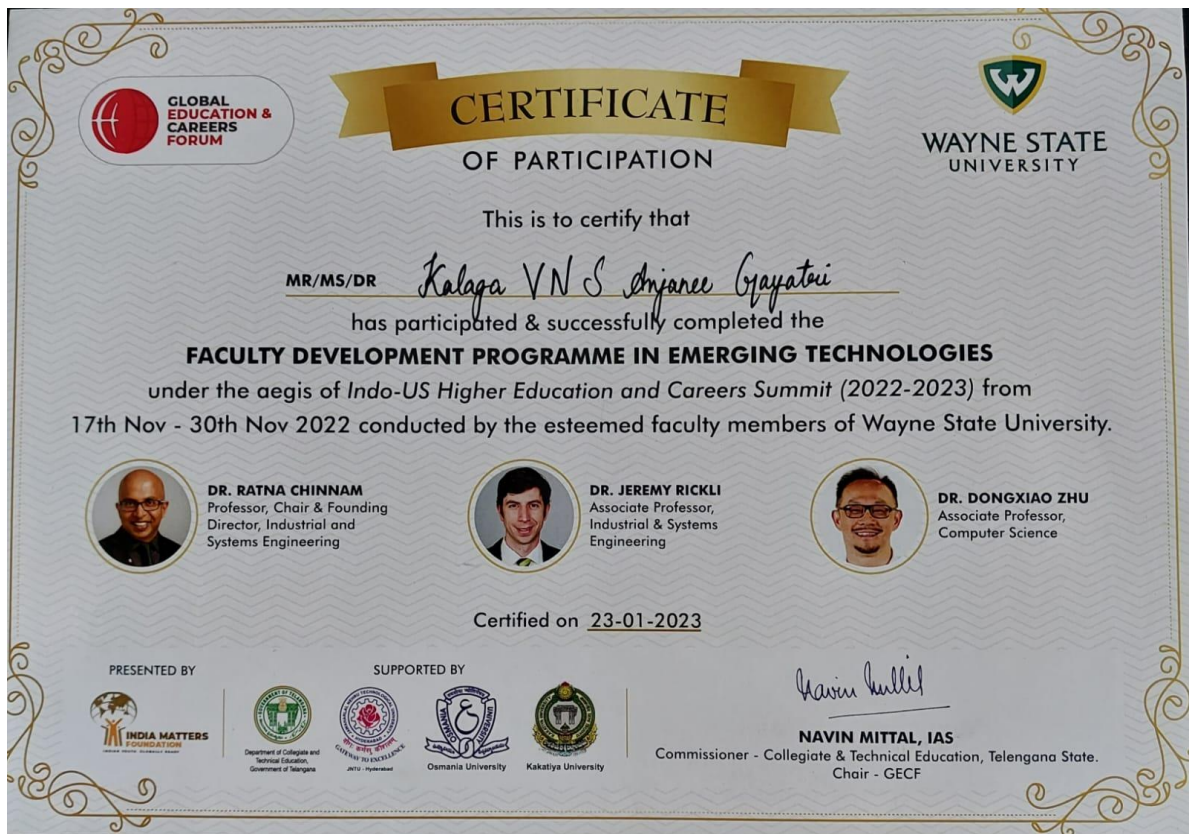 GLOBAL
EDUCATION &
CAREERS
FORUM
CERTIFICATE
OF PARTICIPATION
WAYNE STATE
UNIVERSITY
This is to certify that
MR/MS/DR Kalaga VNS Anjanee Gayatri
has participated & successfully completed the
FACULTY DEVELOPMENT PROGRAMME IN EMERGING TECHNOLOGIES
under the aegis of Indo-US Higher Education and Careers Summit (2022-2023) from
17th Nov - 30th Nov 2022 conducted by the esteemed faculty members of Wayne State University.
DR. RATNA CHINNAM
Professor, Chair & Founding
Director, Industrial and
Systems Engineering
DR. JEREMY RICKLI
Associate Professor,
Industrial & Systems
Engineering
DR. DONGXIAO ZHU
Associate Professor,
Computer Science
Certified on 23-01-2023
PRESENTED BY
INDIA MATTERS
FOUNDATION
SUPPORTED BY
Department of Collegiate and
Technical Education,
Government of Telangana
GATEWAY TO EXCELLENCE
JNTU - Hyderabad
OSMANIA UNIVERSITY
Osmania University
Kakatiya University
Navin Mittal
NAVIN MITTAL, IAS
Commissioner - Collegiate & Technical Education, Telangana State.
Chair - GECF